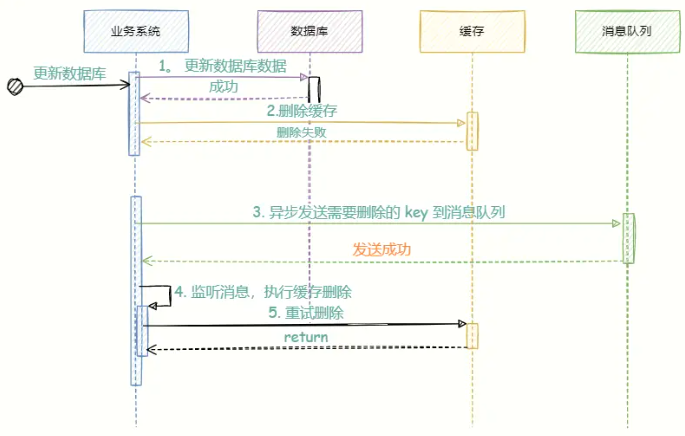 业务系统
数据库
缓存
消息队列
更新数据库
1。 更新数据库数据
成功
2.删除缓存
删除失败
3. 异步发送需要删除的 key 到消息队列
发送成功
4. 监听消息，执行缓存删除
5. 重试删除
return